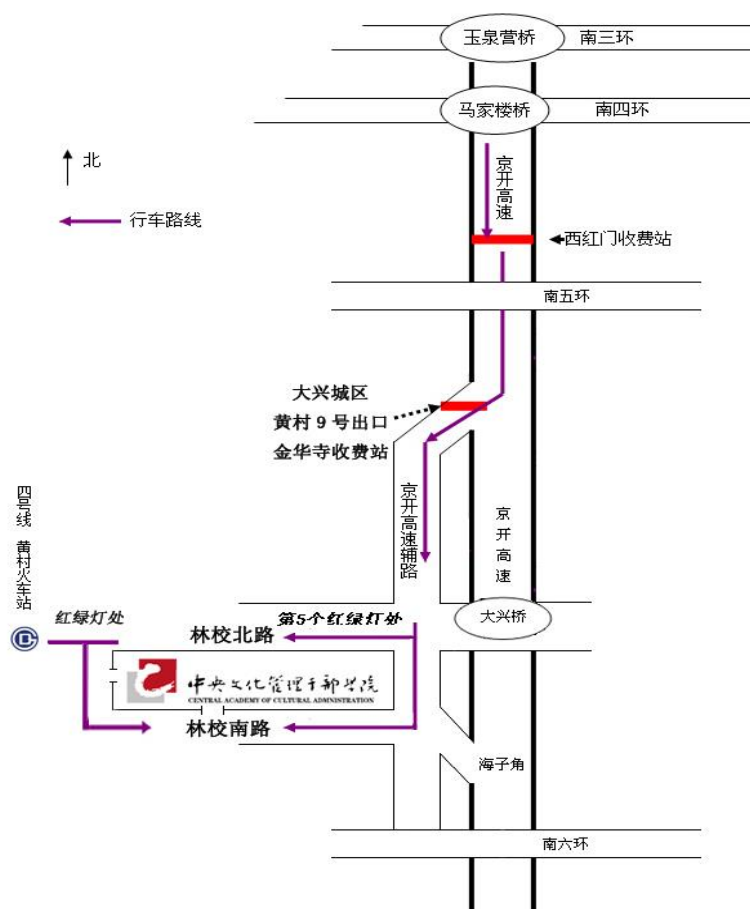 玉泉营桥
南三环
马家楼桥
南四环
北
京开高速
行车路线
西红门收费站
南五环
大兴城区
黄村9号出口
金华寺收费站
四号线 黄村火车站
京开高速辅路
京开高速
红绿灯处
第5个红绿灯处
大兴桥
林校北路
中央文化管理干部学院
CENTRAL ACADEMY OF CULTURAL ADMINISTRATION
林校南路
海子角
南六环